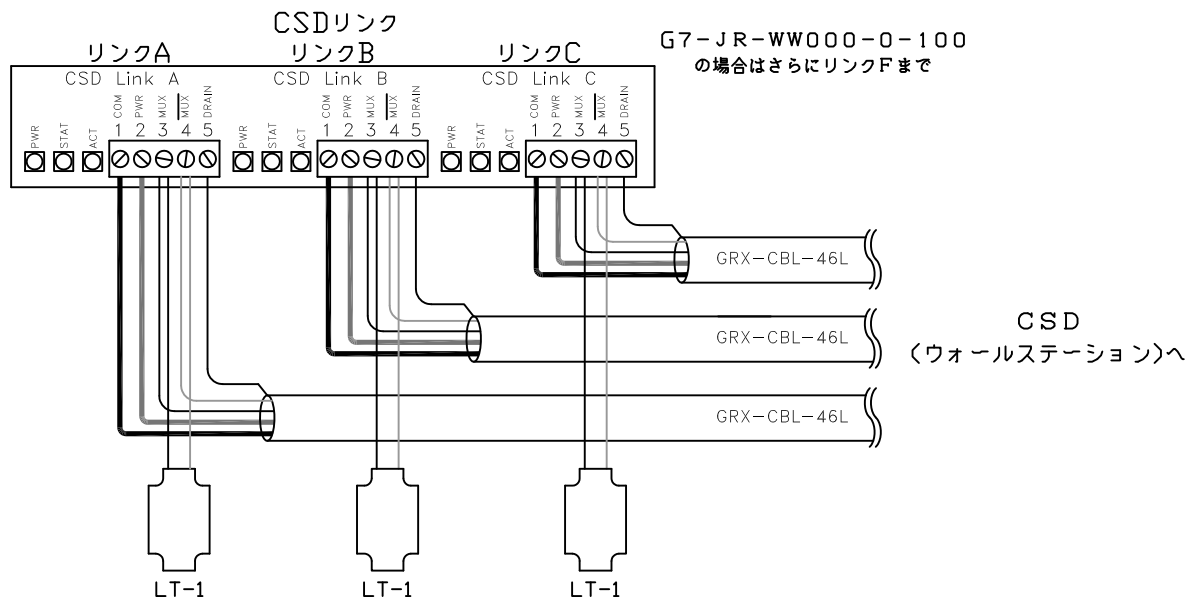 CSDリンク
リンクA リンクB リンクC
G7-JR-WW000-0-100
の場合はさらにリンクFまで
CSD Link A CSD Link B CSD Link C
PWR STAT ACT COM PWR MUX MUX DRAIN PWR STAT ACT COM PWR MUX MUX DRAIN PWR STAT ACT COM PWR MUX MUX DRAIN
1 2 3 4 5 1 2 3 4 5 1 2 3 4 5
GRX-CBL-46L
GRX-CBL-46L
GRX-CBL-46L
CSD
(ウォールステーション)へ
LT-1 LT-1 LT-1